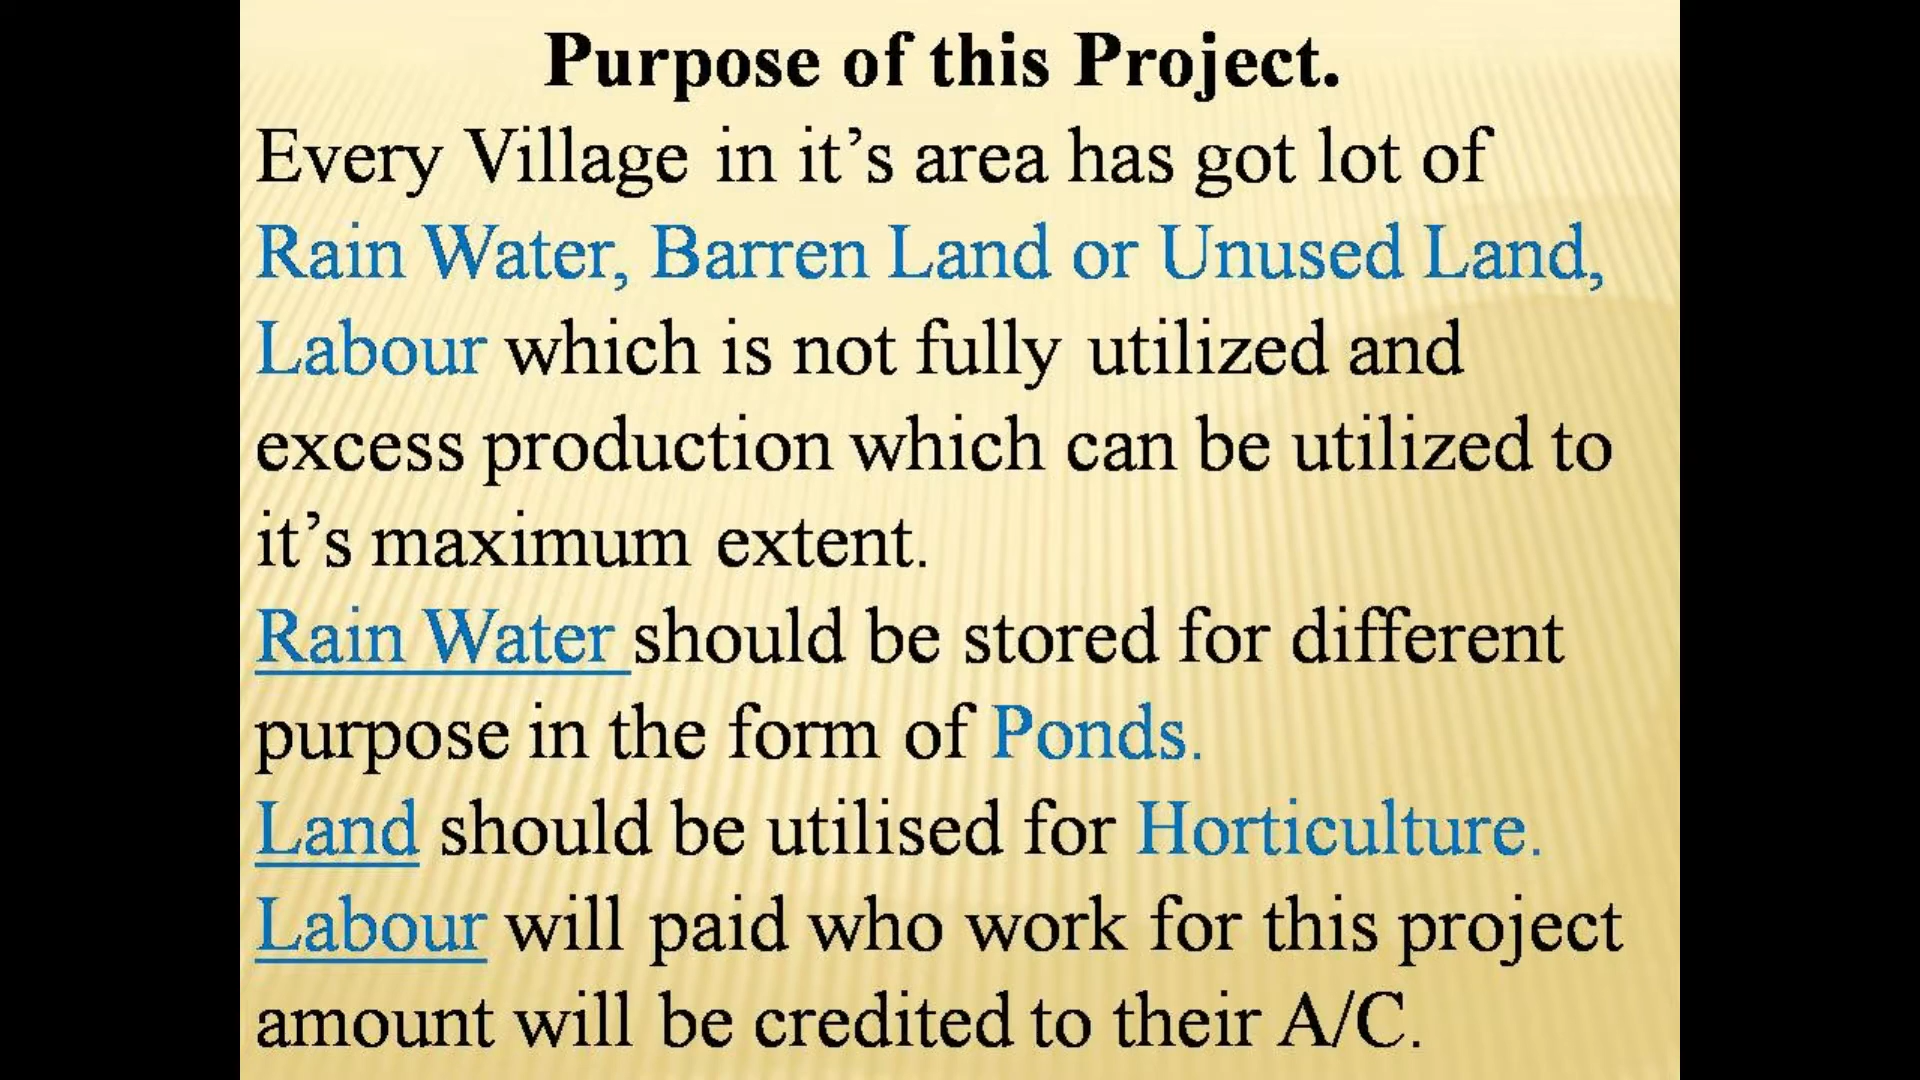 Purpose of this Project.
Every Village in it’s area has got lot of
Rain Water, Barren Land or Unused Land,
Labour which is not fully utilized and
excess production which can be utilized to
it’s maximum extent.
Rain Water should be stored for different
purpose in the form of Ponds.
Land should be utilised for Horticulture.
Labour will paid who work for this project
amount will be credited to their A/C.